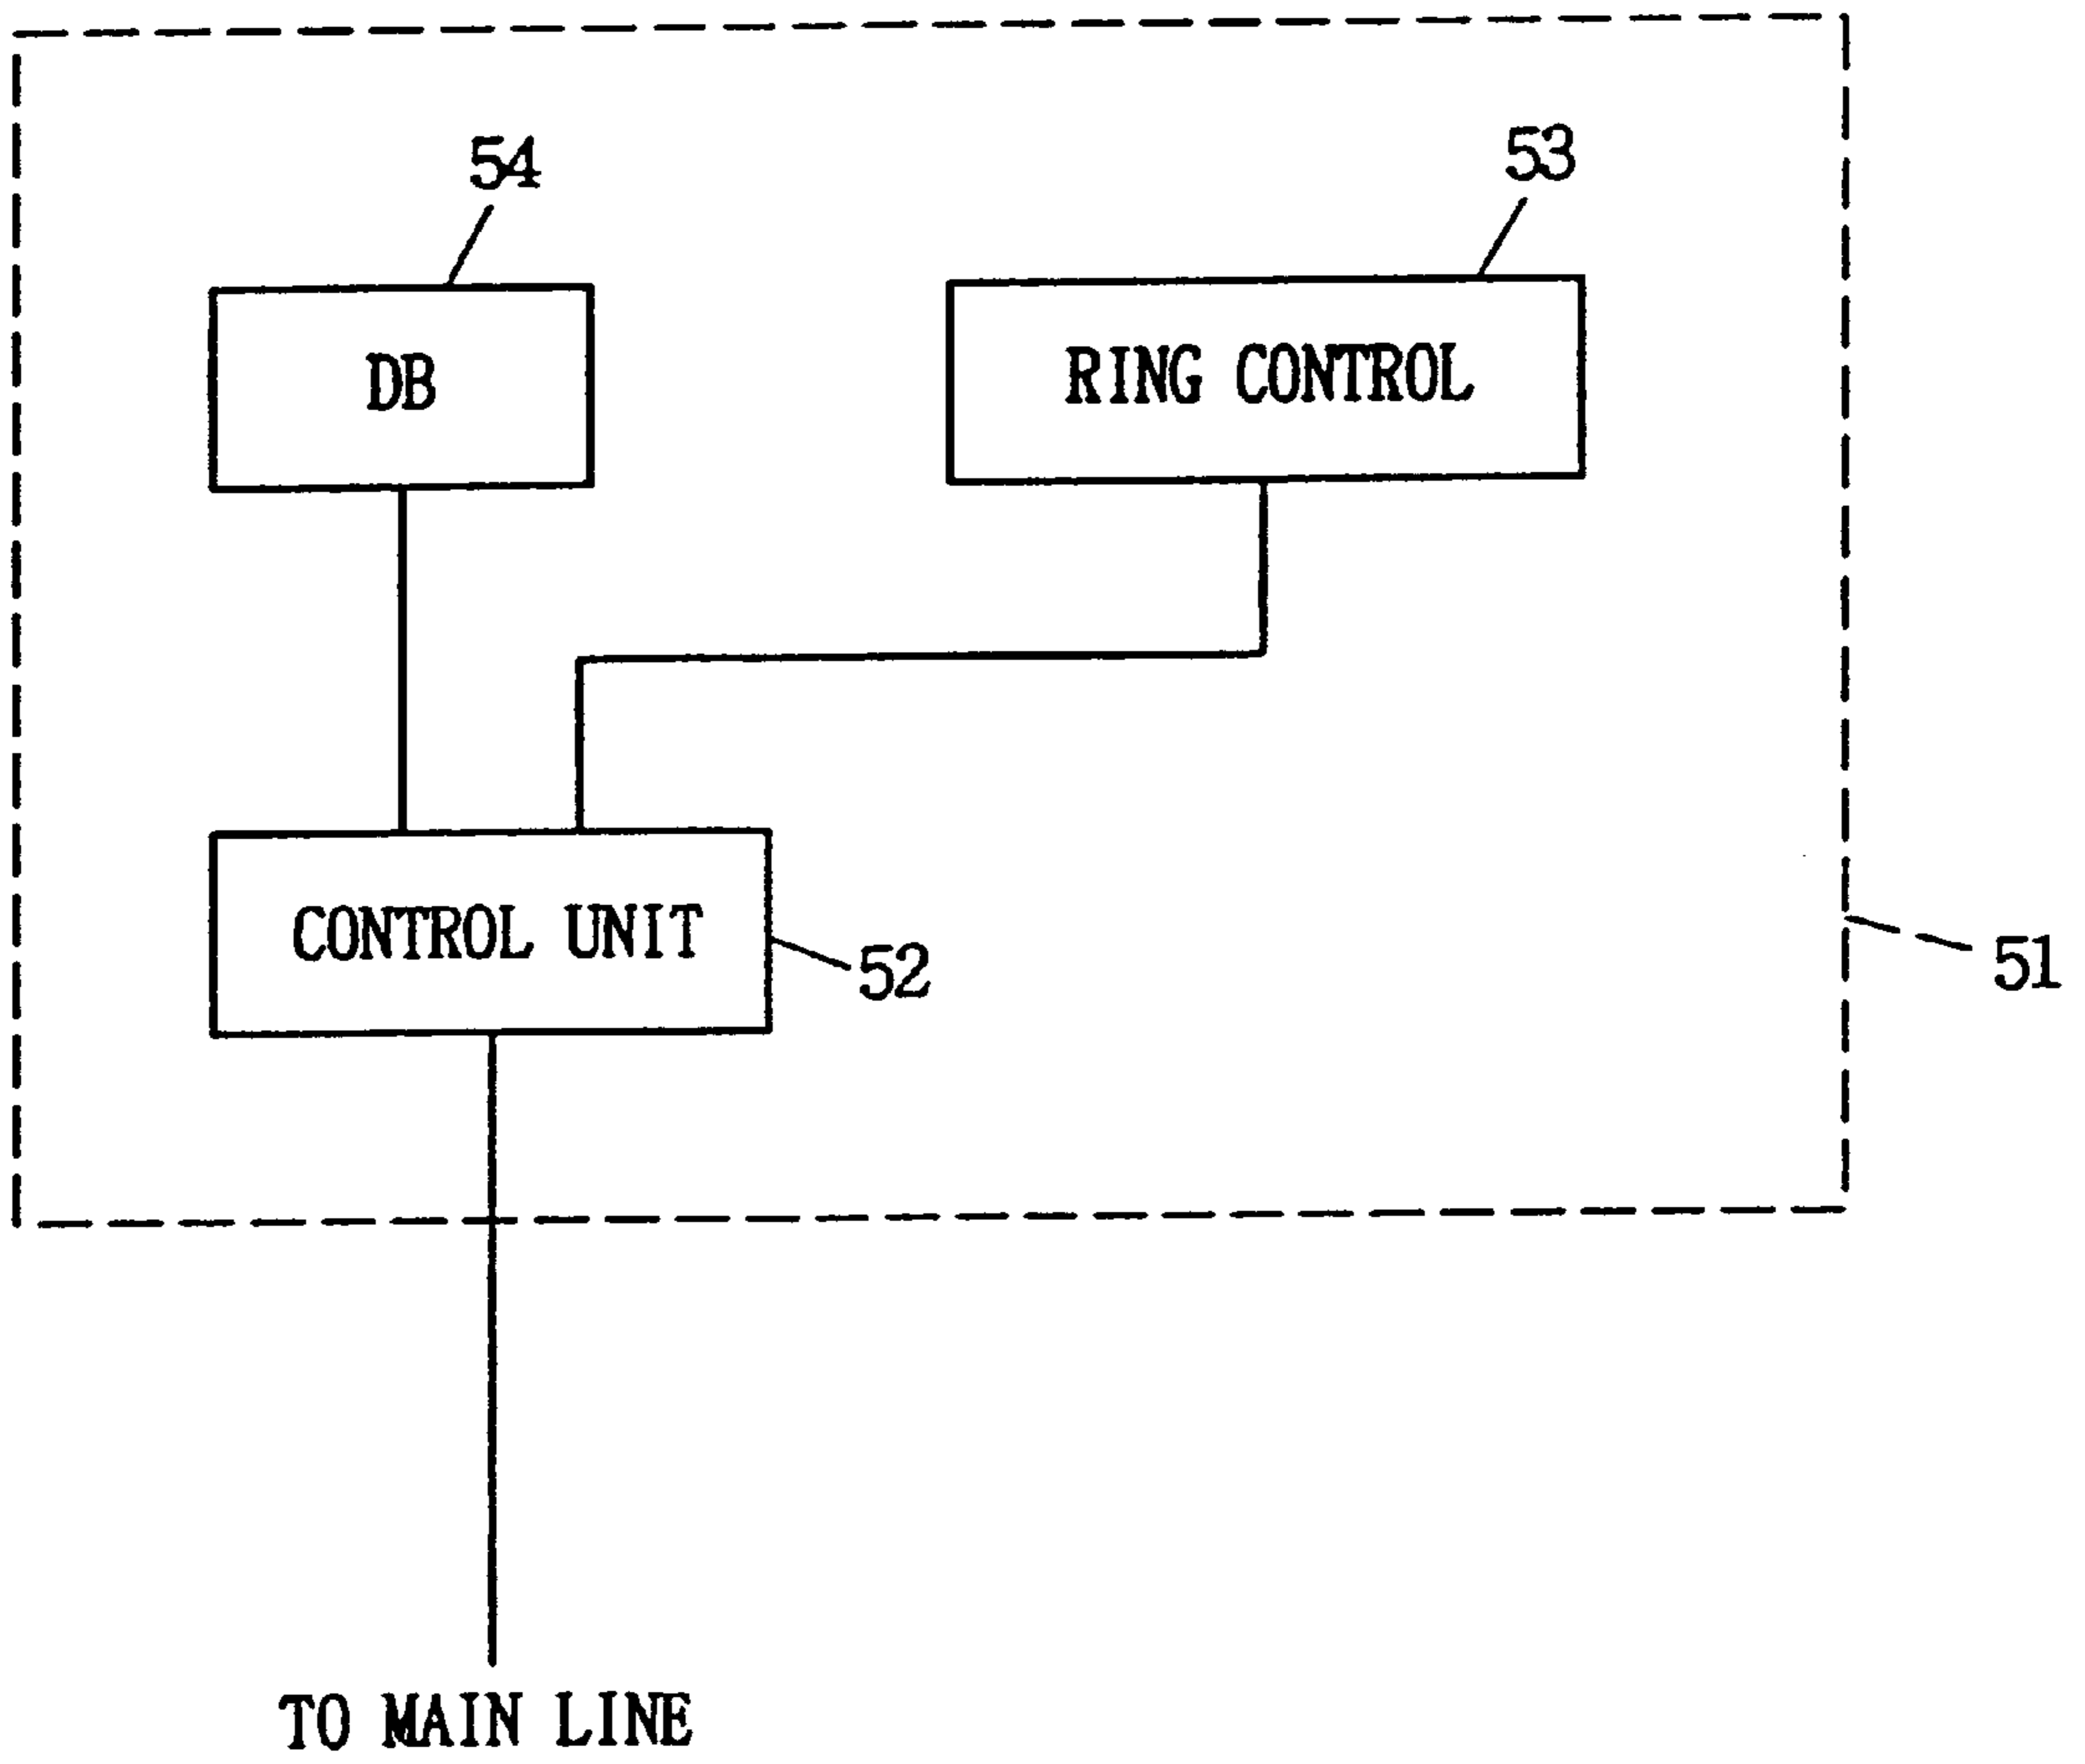 54
53
DB
RING CONTROL
CONTROL UNIT
52
51
TO MAIN LINE